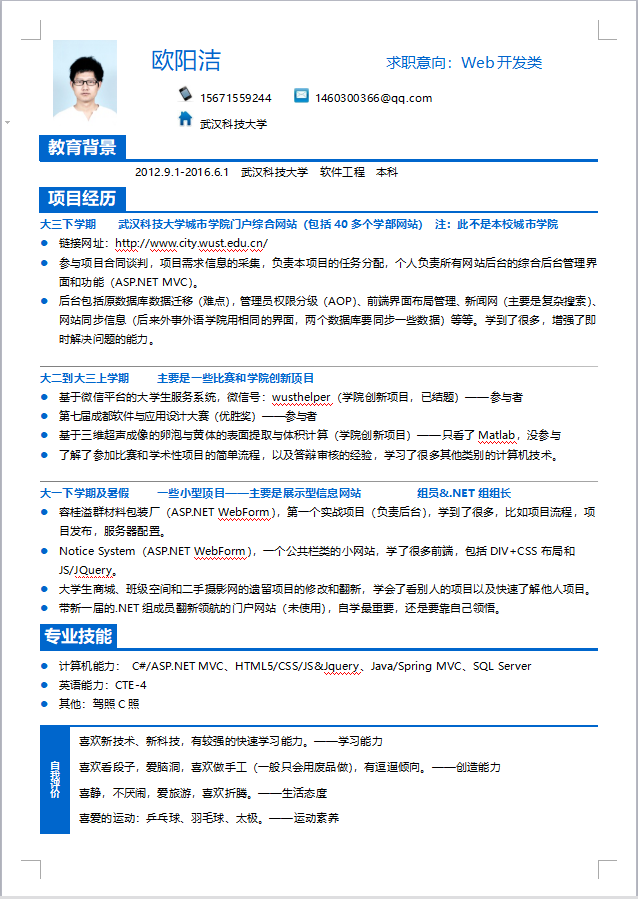 欧阳洁 求职意向：Web 开发类
15671559244 1460300366@qq.com
武汉科技大学
教育背景
2012.9.1-2016.6.1 武汉科技大学 软件工程 本科
项目经历
大三下学期 武汉科技大学城市学院门户综合网站（包括 40 多个学部网站） 注：此不是本校城市学院
链接网址：http://www.city.wust.edu.cn/
参与项目合同谈判，项目需求信息的采集，负责本项目的任务分配，个人负责所有网站后台的综合后台管理界
面和功能（ASP.NET MVC）。
后台包括原数据库数据迁移（难点），管理员权限分级（AOP）、前端界面布局管理、新闻网（主要是复杂搜索）、
网站同步信息（后来外事外语学院用相同的界面，两个数据库要同步一些数据）等等。学到了很多，增强了即
时解决问题的能力。
大二到大三上学期 主要是一些比赛和学院创新项目
基于微信平台的大学生服务系统，微信号：wusthelper（学院创新项目，已结题）——参与者
第七届成都软件与应用设计大赛（优胜奖）——参与者
基于三维超声成像的卵泡与黄体的表面提取与体积计算（学院创新项目）——只看了 Matlab，没参与
了解了参加比赛和学术性项目的简单流程，以及答辩审核的经验，学习了很多其他类别的计算机技术。
大一下学期及暑假 一些小型项目——主要是展示型信息网站 组员&.NET 组组长
容桂溢群材料包装厂（ASP.NET WebForm），第一个实战项目（负责后台），学到了很多，比如项目流程，项
目发布，服务器配置。
Notice System（ASP.NET WebForm），一个公共栏类的小网站，学了很多前端，包括 DIV+CSS 布局和
JS/JQuery。
大学生商城、班级空间和二手摄影网的遗留项目的修改和翻新，学会了看别人的项目以及快速了解他人项目。
带新一届的.NET 组成员翻新领航的门户网站（未使用），自学最重要，还是要靠自己领悟。
专业技能
计算机能力： C#/ASP.NET MVC、HTML5/CSS/JS&Jquery、Java/Spring MVC、SQL Server
英语能力：CTE-4
其他：驾照 C 照
自我评价
喜欢新技术、新科技，有较强的快速学习能力。——学习能力
喜欢看段子，爱脑洞，喜欢做手工（一般只会用废品做），有逗逼倾向。——创造能力
喜静，不厌闹，爱旅游，喜欢折腾。——生活态度
喜爱的运动：乒乓球、羽毛球、太极。——运动素养